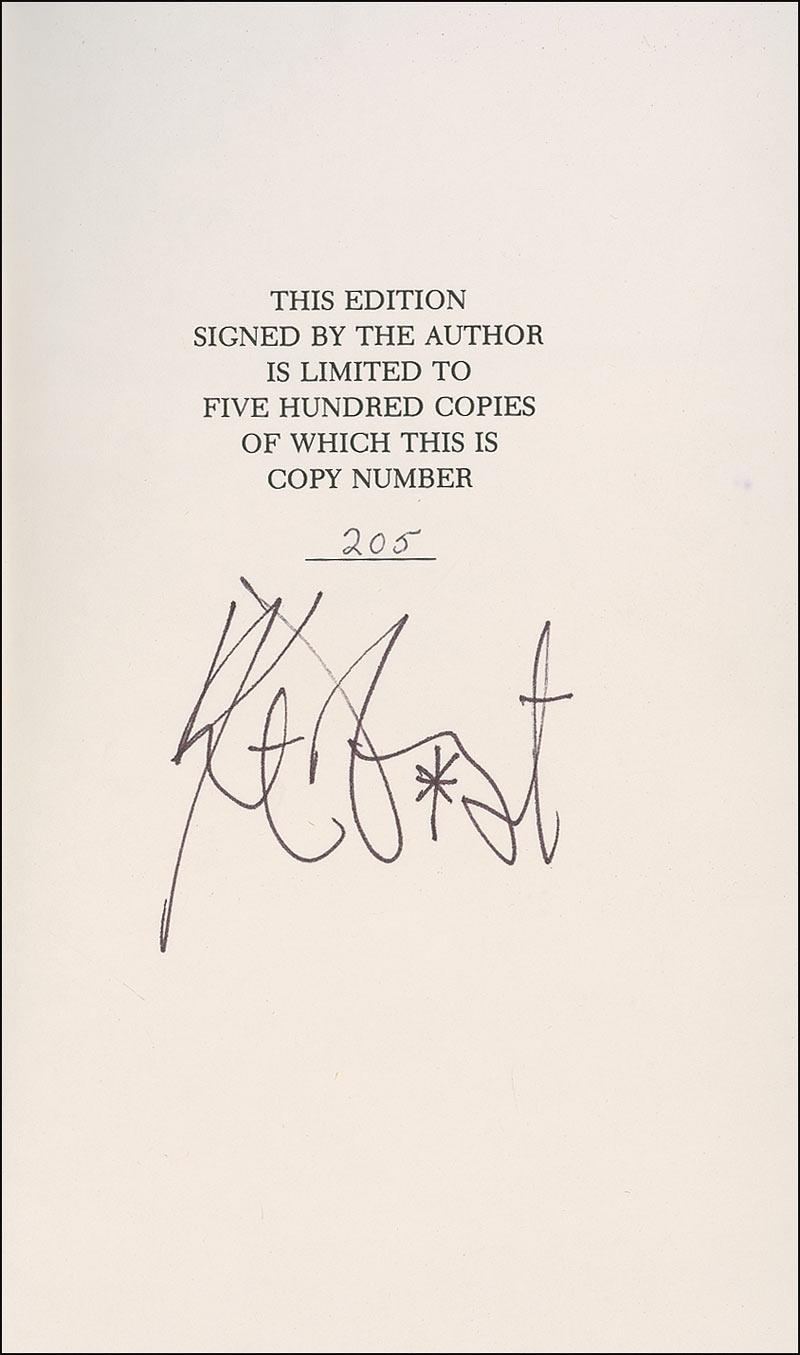 THIS EDITION
SIGNED BY THE AUTHOR
IS LIMITED TO
FIVE HUNDRED COPIES
OF WHICH THIS IS
COPY NUMBER
205